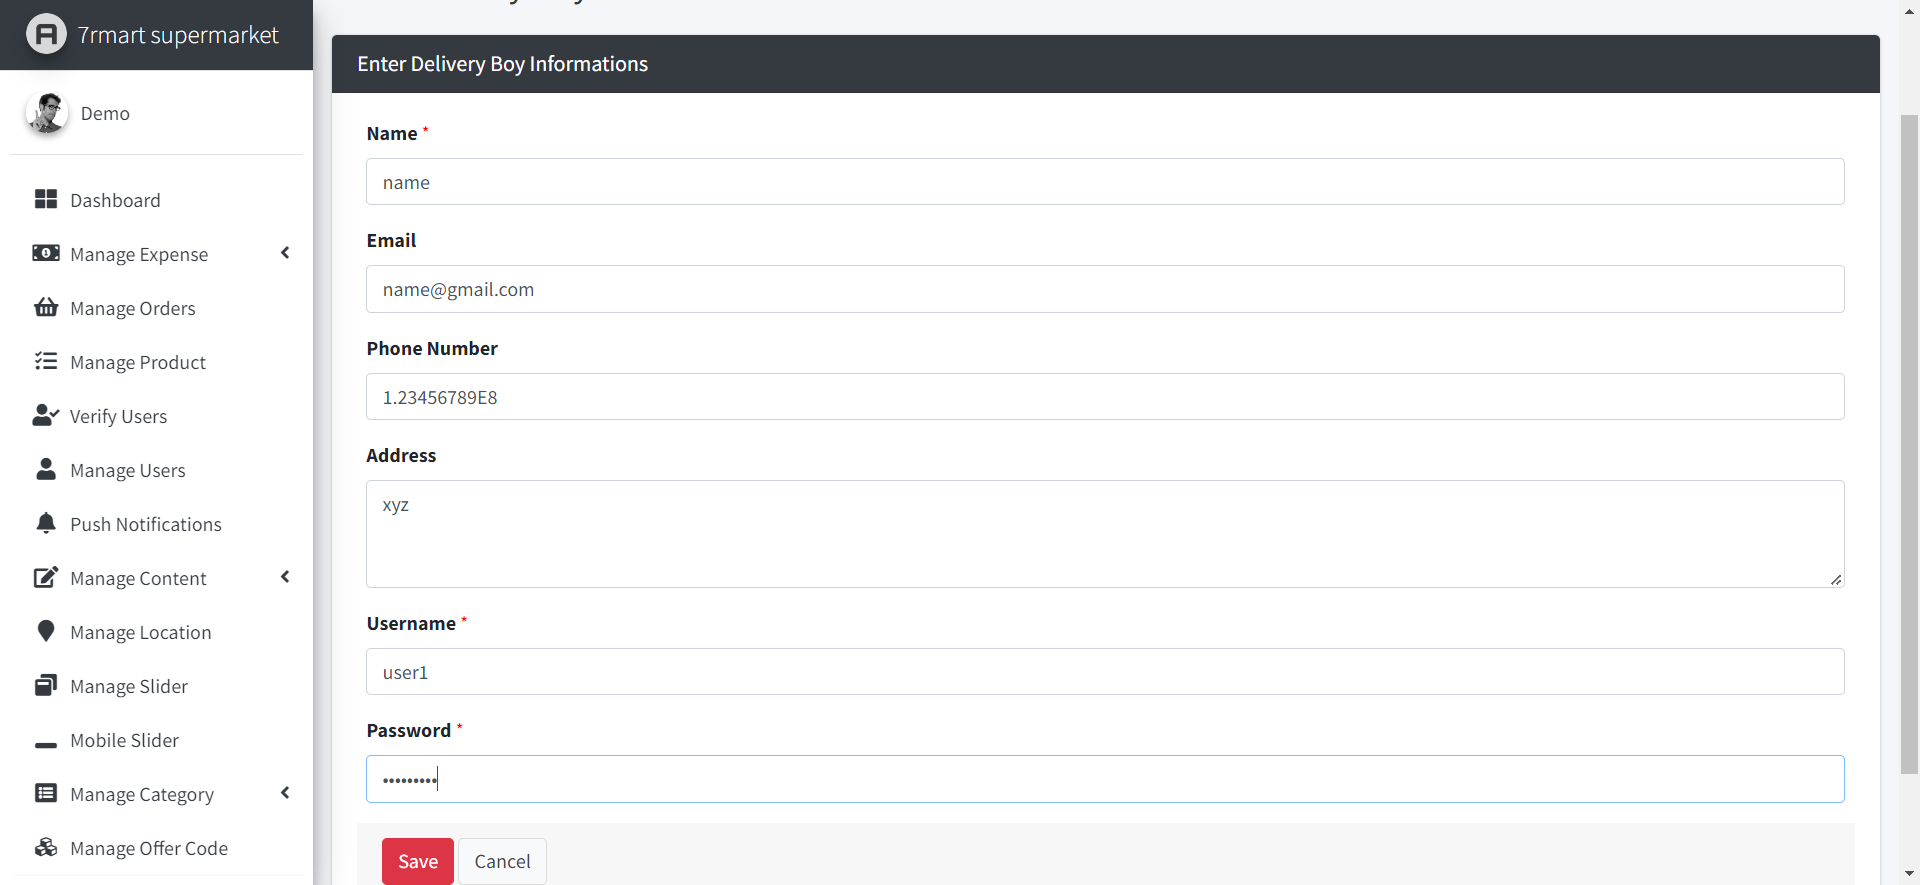 7rmart supermarket
Demo
Dashboard
Manage Expense
Manage Orders
Manage Product
Verify Users
Manage Users
Push Notifications
Manage Content
Manage Location
Manage Slider
Mobile Slider
Manage Category
Manage Offer Code
Enter Delivery Boy Informations
Name *
name
Email
name@gmail.com
Phone Number
1.23456789E8
Address
xyz
Username *
user1
Password *
•••••••••
Save
Cancel